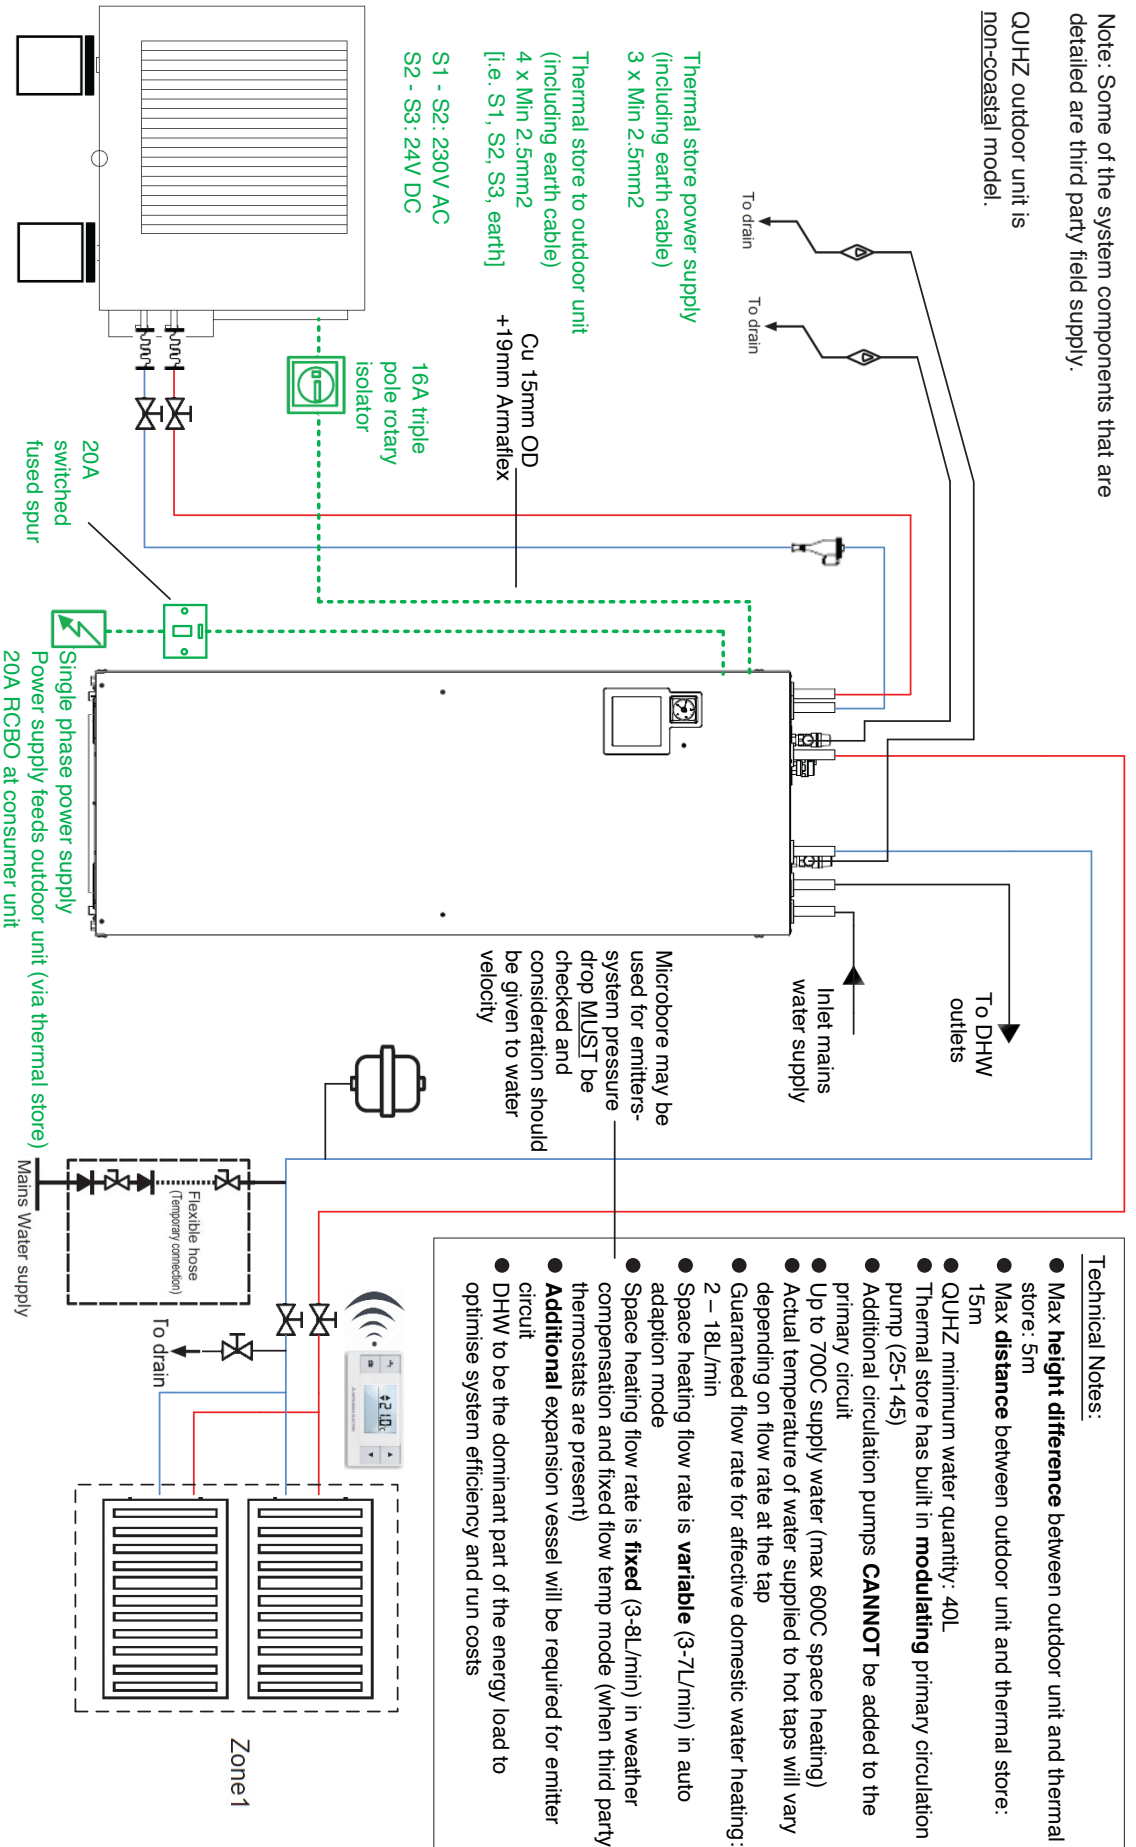 Note: Some of the system components that are
detailed are third party field supply.
QUHZ outdoor unit is
non-coastal model.
To drain
To drain
Thermal store power supply
(including earth cable)
3 x Min 2.5mm2
Thermal store to outdoor unit
(including earth cable)
4 x Min 2.5mm2
[i.e. S1, S2, S3, earth]
S1 - S2: 230V AC
S2 - S3: 24V DC
Cu 15mm OD
+19mm Armaflex
16A triple
pole rotary
isolator
20A
switched
fused spur
Single phase power supply
Power supply feeds outdoor unit (via thermal store)
20A RCBO at consumer unit
To DHW
outlets
Inlet mains
water supply
Microbore may be
used for emitters-
system pressure
drop MUST be
checked and
consideration should
be given to water
velocity
Flexible hose
(Temporary connection)
Mains Water supply
To drain
21.0
Zone1
Technical Notes:
● Max height difference between outdoor unit and thermal
store: 5m
● Max distance between outdoor unit and thermal store:
15m
● QUHZ minimum water quantity: 40L
● Thermal store has built in modulating primary circulation
pump (25-145)
● Additional circulation pumps CANNOT be added to the
primary circuit
● Up to 700C supply water (max 600C space heating)
● Actual temperature of water supplied to hot taps will vary
depending on flow rate at the tap
● Guaranteed flow rate for affective domestic water heating:
2 – 18L/min
● Space heating flow rate is variable (3-7L/min) in auto
adaption mode
● Space heating flow rate is fixed (3-8L/min) in weather
compensation and fixed flow temp mode (when third party
thermostats are present)
● Additional expansion vessel will be required for emitter
circuit
● DHW to be the dominant part of the energy load to
optimise system efficiency and run costs